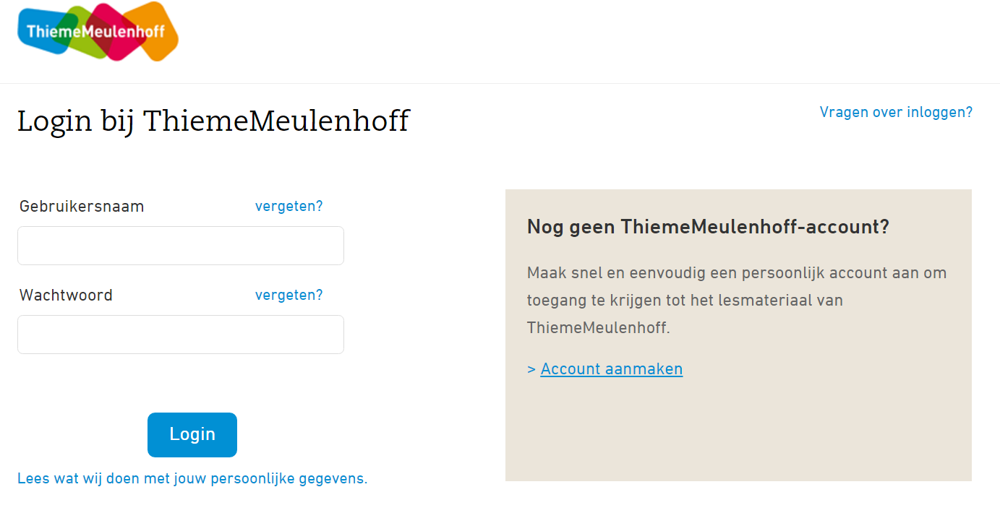 ThiemeMeulenhoff
Login bij ThiemeMeulenhoff
Vragen over inloggen?
Gebruikersnaam vergeten?
Wachtwoord vergeten?
Login
Lees wat wij doen met jouw persoonlijke gegevens.
Nog geen ThiemeMeulenhoff-account?
Maak snel en eenvoudig een persoonlijk account aan om
toegang te krijgen tot het lesmateriaal van
ThiemeMeulenhoff.
> Account aanmaken